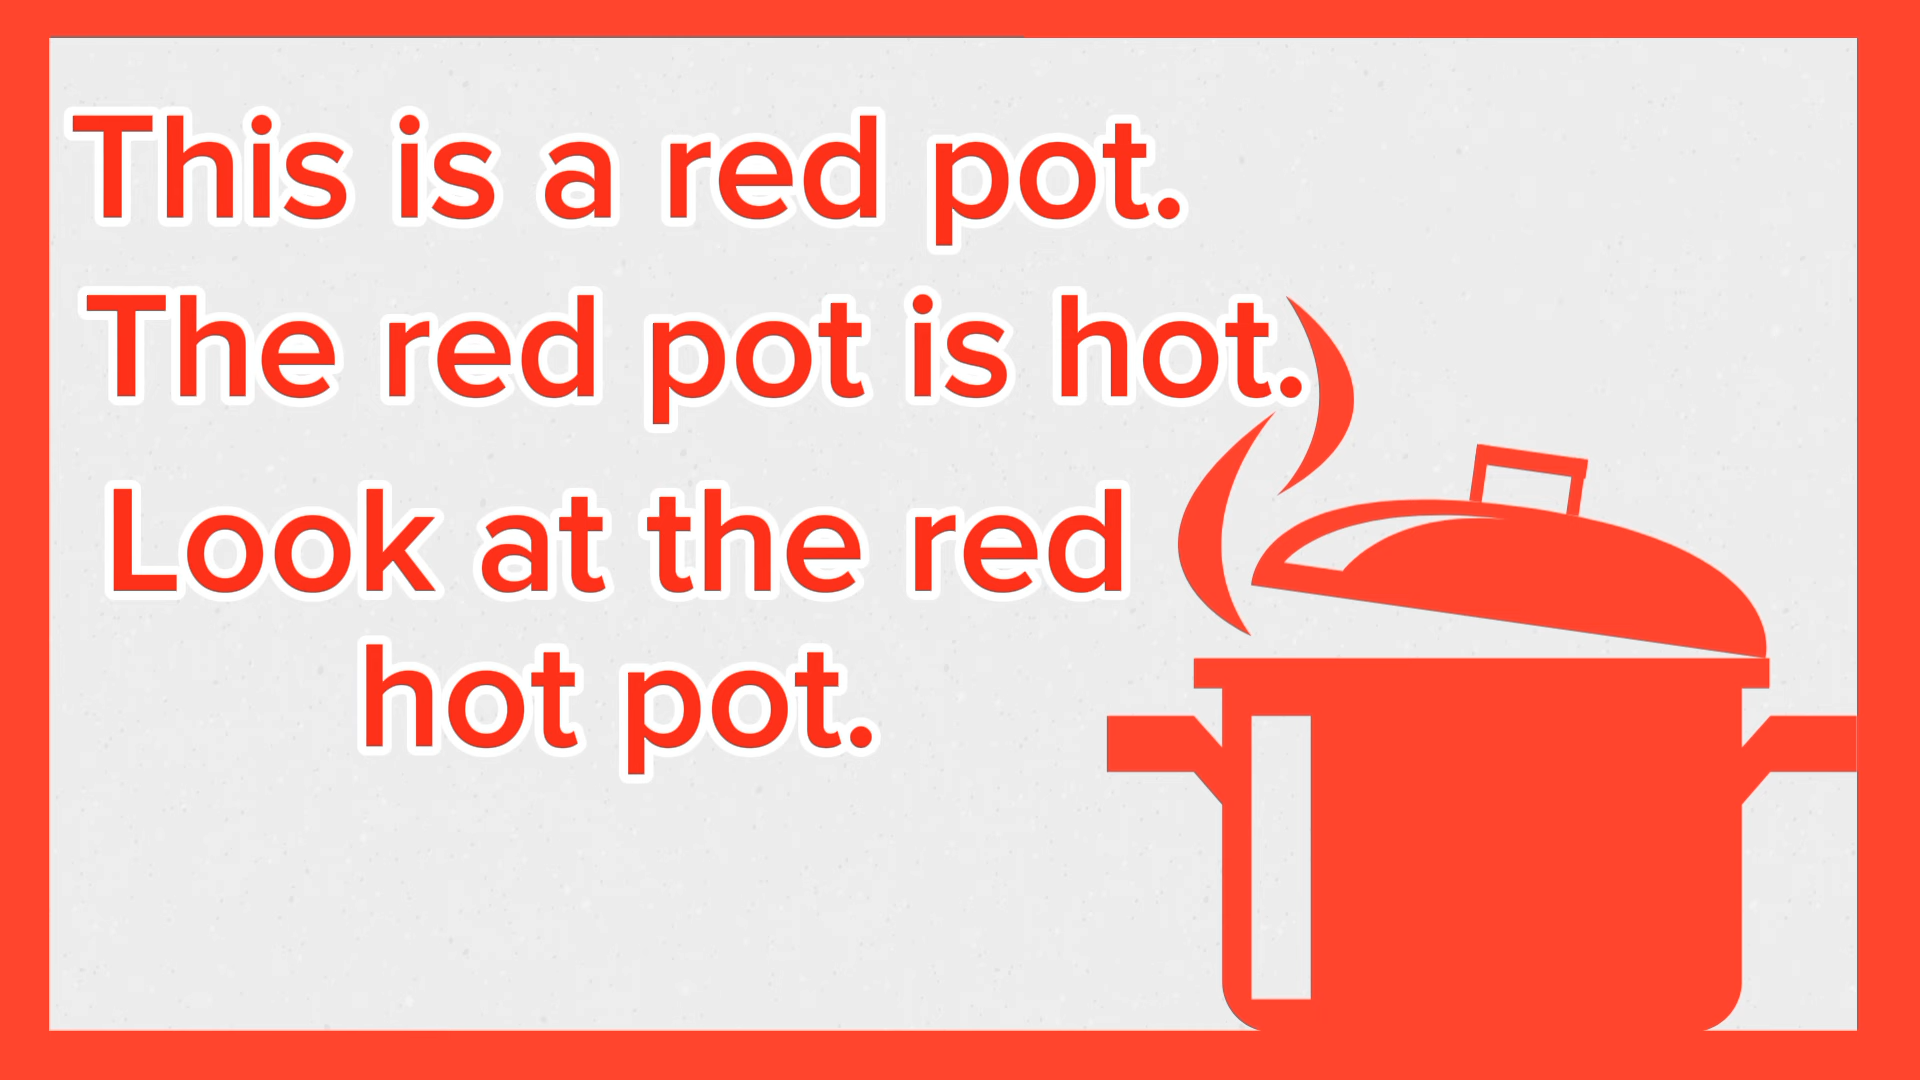 This is a red pot.
The red pot is hot.
Look at the red
hot pot.